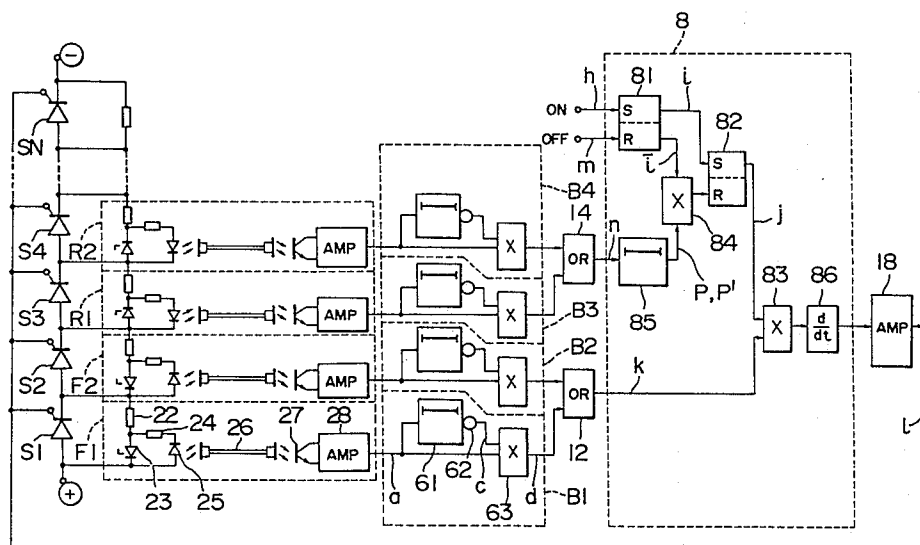 8
⊖
81
h
i
ON
S
82
SN
OFF
R
m
ī
S
R
B4
14
X
j
S4
R2
AMP
X
OR
n
84
83
86
18
85
P, P'
X
d/dt
AMP
S3
R1
AMP
X
B3
B2
S2
F2
AMP
X
OR
k
22
24
26
27
28
12
l
S1
F1
AMP
a
61
62
c
X
d
23
25
63
B1
⊕